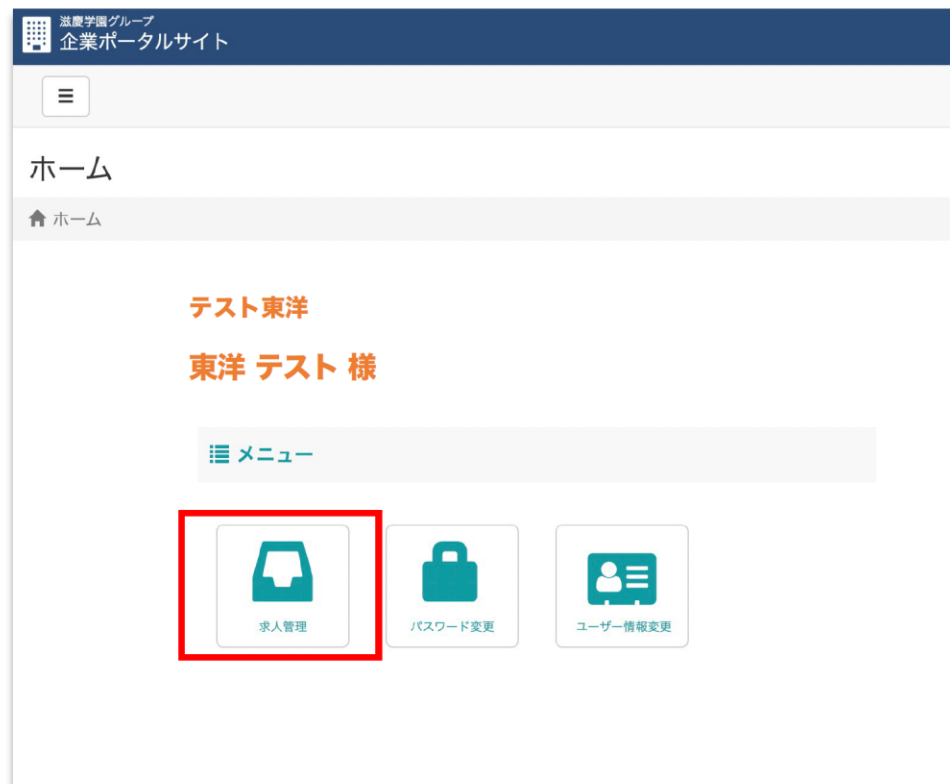 滋慶学園グループ
企業ポータルサイト
ホーム
ホーム
テスト東洋
東洋 テスト 様
メニュー
求人管理
パスワード変更
ユーザー情報変更